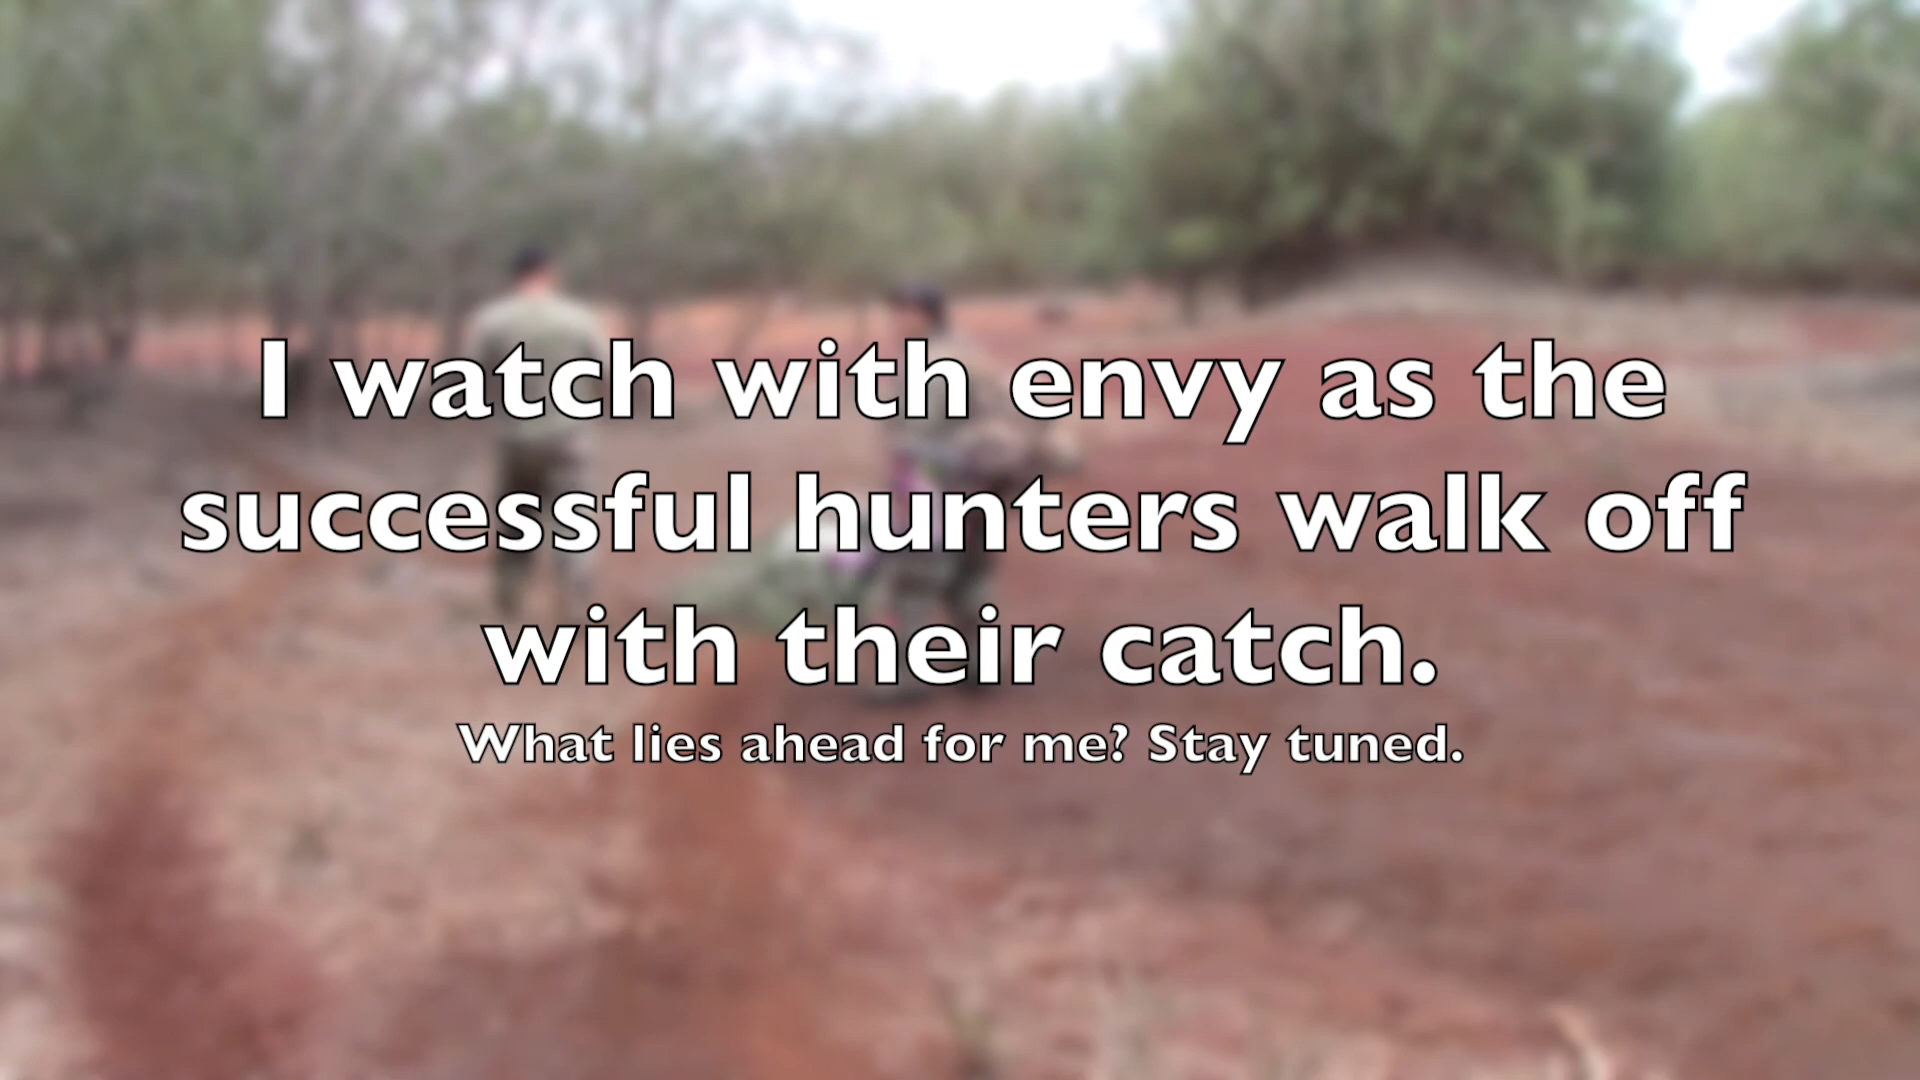 I watch with envy as the
successful hunters walk off
with their catch.
What lies ahead for me? Stay tuned.